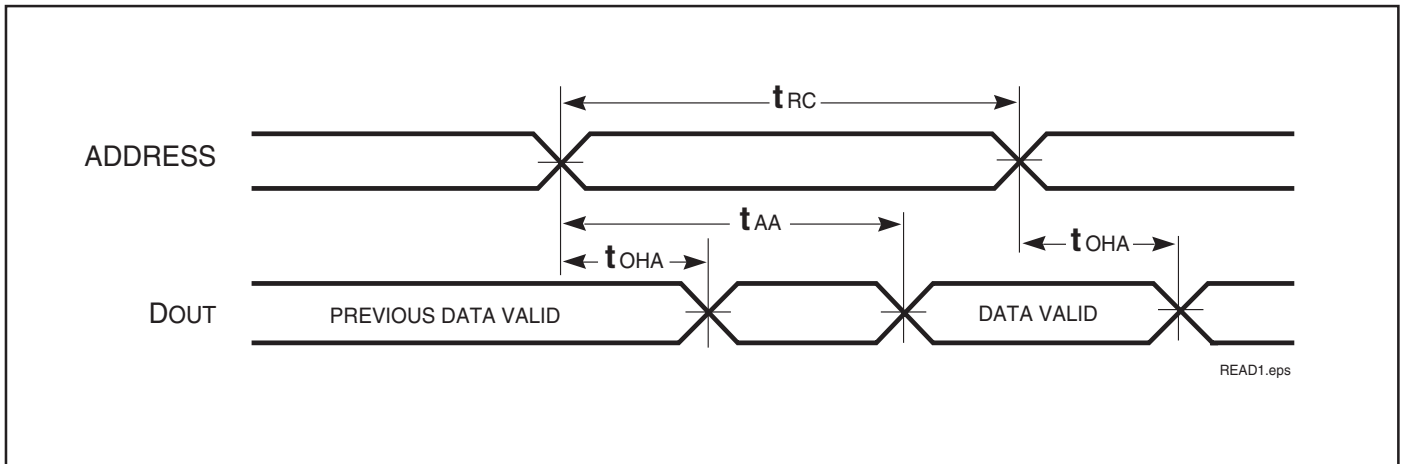 tRC
ADDRESS
tAA
tOHA
tOHA
DOUT
PREVIOUS DATA VALID
DATA VALID
READ1.eps